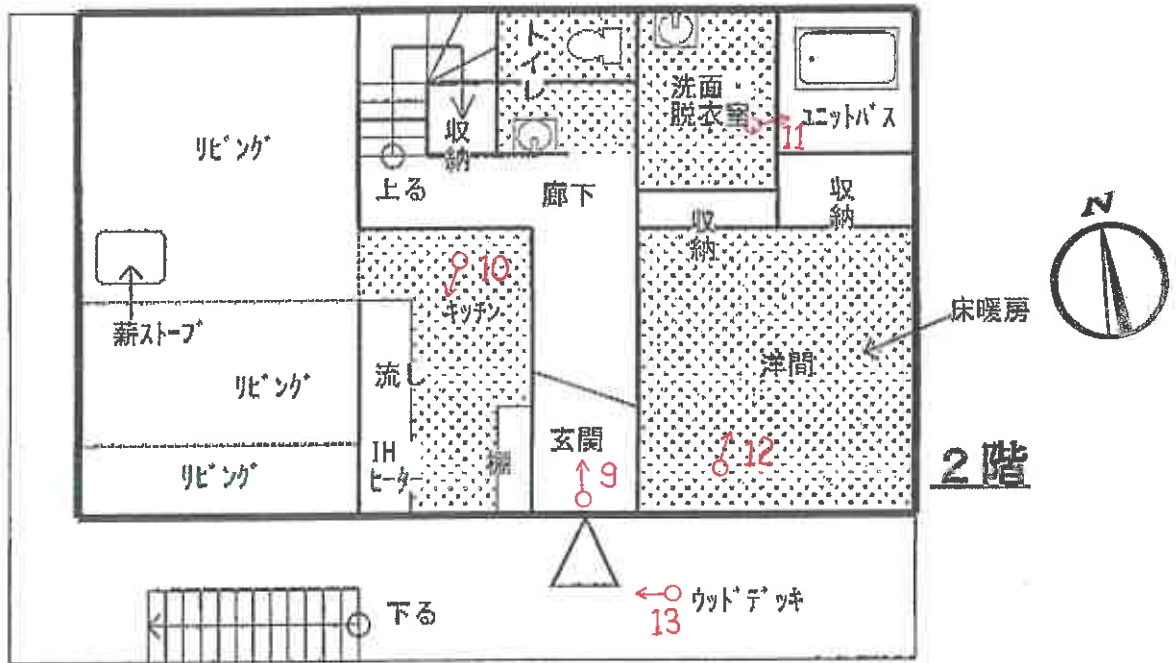 トイレ
洗面
脱衣室
11
ユニットバス
リビング
収納
上る
廊下
収納
収納
N
10
キッチン
床暖房
薪ストーブ
洋間
リビング
流し
玄関
12
2階
IH
ヒーター
棚
リビング
9
下る
13
ウッドデッキ